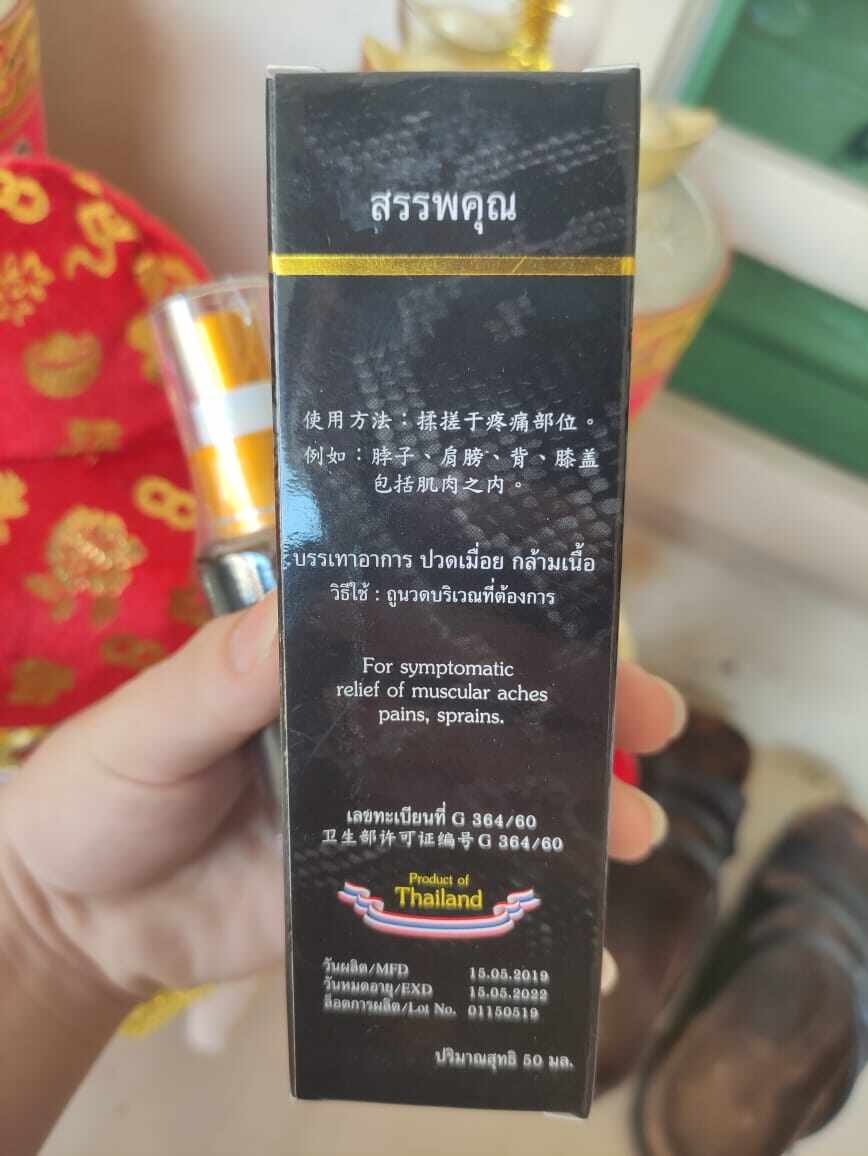 สรรพคุณ
使用方法：揉搓于疼痛部位。
例如：脖子、肩膀、背、膝盖
包括肌肉之内。
บรรเทาอาการ ปวดเมื่อย กล้ามเนื้อ
วิธีใช้ : ถูนวดบริเวณที่ต้องการ
For symptomatic
relief of muscular aches
pains, sprains.
เลขทะเบียนที่ G 364/60
卫生部许可证编号G 364/60
Product of
Thailand
วันผลิต/MFD 15.05.2019
วันหมดอายุ/EXD 15.05.2022
ล็อตการผลิต/Lot No. 01150519
ปริมาณสุทธิ 50 มล.